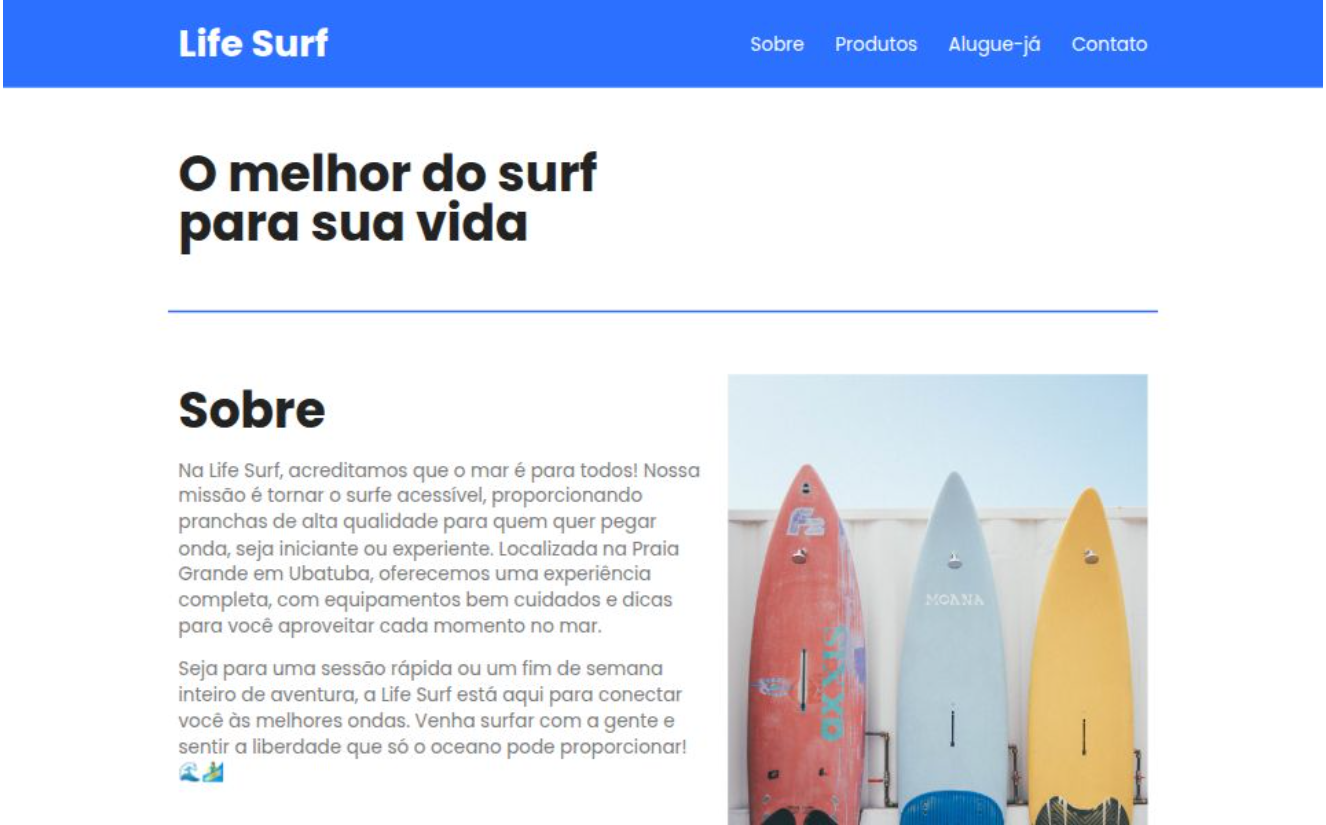 Life Surf
Sobre Produtos Alugue-já Contato
O melhor do surf
para sua vida
Sobre
Na Life Surf, acreditamos que o mar é para todos! Nossa
missão é tornar o surfe acessível, proporcionando
pranchas de alta qualidade para quem quer pegar
onda, seja iniciante ou experiente. Localizada na Praia
Grande em Ubatuba, oferecemos uma experiência
completa, com equipamentos bem cuidados e dicas
para você aproveitar cada momento no mar.
Seja para uma sessão rápida ou um fim de semana
inteiro de aventura, a Life Surf está aqui para conectar
você às melhores ondas. Venha surfar com a gente e
sentir a liberdade que só o oceano pode proporcionar!
🌊🏄
MOANA